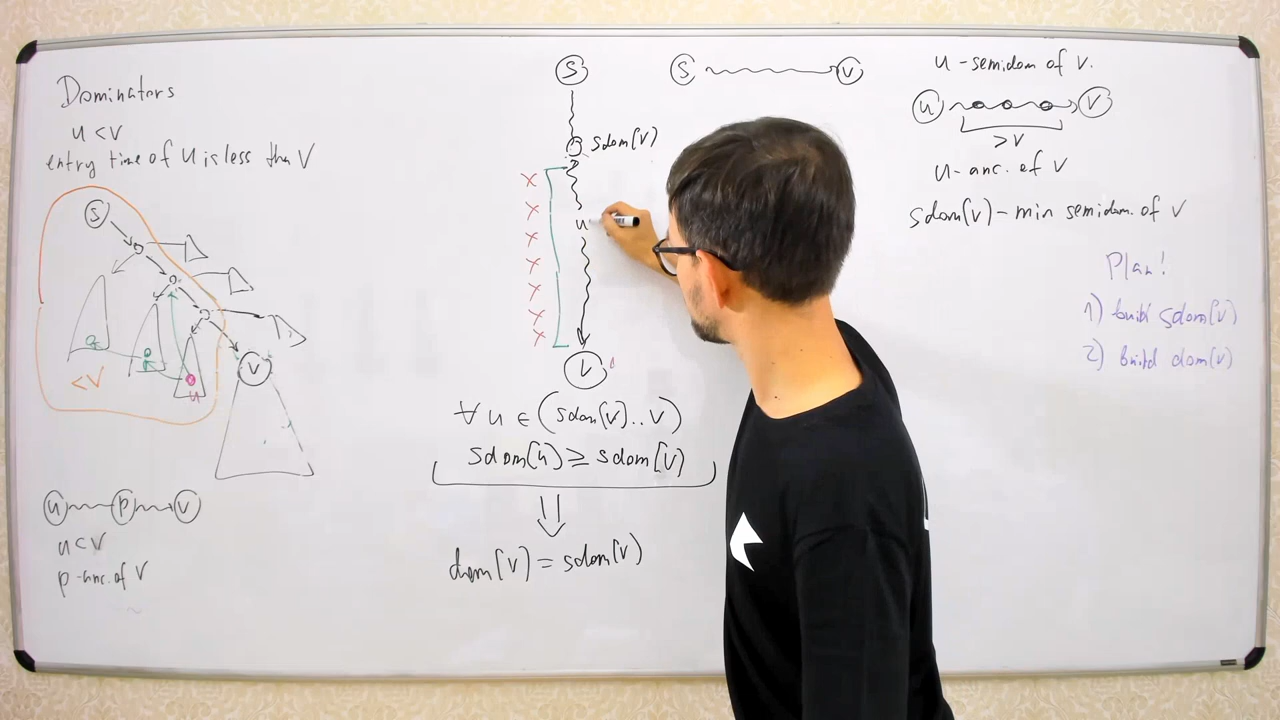 Dominators
u < v
entry time of u is less than v
S
v
< v
u
u p v
u < v
p - anc. of v
S
sdom(v)
× × × × × × ×
u
v
∀ u ∈ (sdom(v)..v)
sdom(u) ≥ sdom(v)
⇓
dom(v) = sdom(v)
S v
u - semidom of v.
u v
> v
u - anc. of v
sdom(v) - min semidom. of v
Plan!
1) build sdom(v)
2) build dom(v)